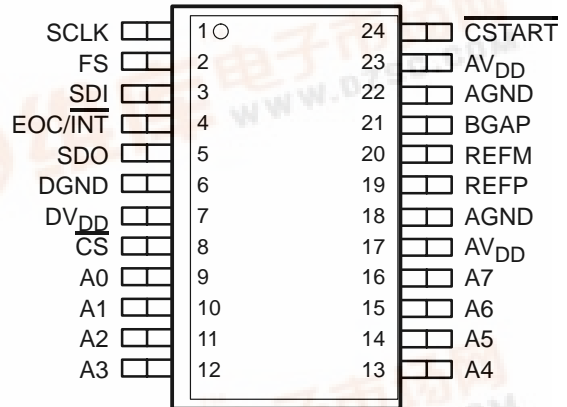 SCLK 1 24 CSTART
FS 2 23 AVDD
SDI 3 22 AGND
EOC/INT 4 21 BGAP
SDO 5 20 REFM
DGND 6 19 REFP
DVDD 7 18 AGND
CS 8 17 AVDD
A0 9 16 A7
A1 10 15 A6
A2 11 14 A5
A3 12 13 A4